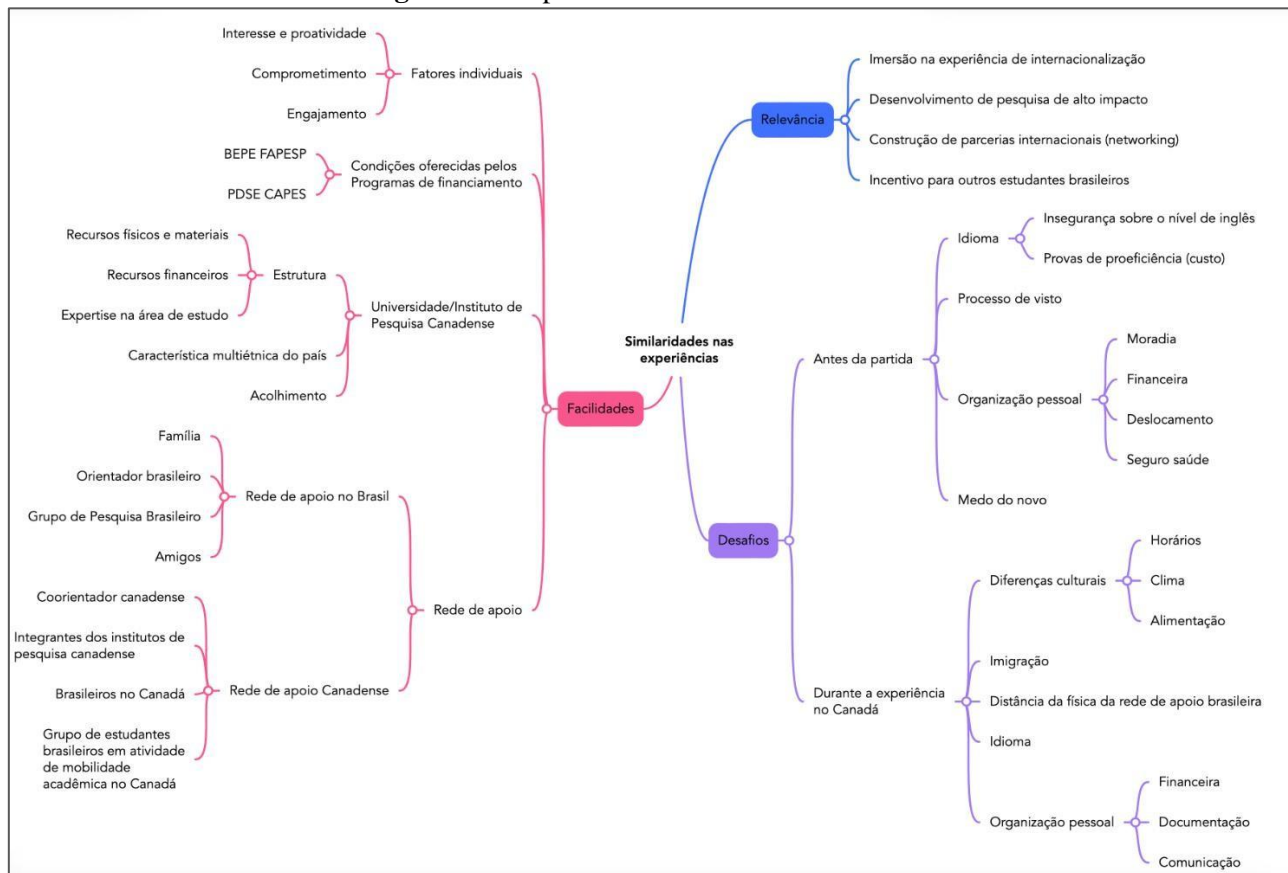 Interesse e proatividade
Comprometimento
Engajamento
Fatores individuais
BEPE FAPESP
PDSE CAPES
Condições oferecidas pelos
Programas de financiamento
Recursos físicos e materiais
Recursos financeiros
Expertise na área de estudo
Estrutura
Característica multiétnica do país
Acolhimento
Universidade/Instituto de
Pesquisa Canadense
Facilidades
Família
Orientador brasileiro
Grupo de Pesquisa Brasileiro
Amigos
Rede de apoio no Brasil
Coorientador canadense
Integrantes dos institutos de
pesquisa canadense
Brasileiros no Canadá
Grupo de estudantes
brasileiros em atividade
de mobilidade
acadêmica no Canadá
Rede de apoio Canadense
Rede de apoio
Similaridades nas
experiências
Relevância
Imersão na experiência de internacionalização
Desenvolvimento de pesquisa de alto impacto
Construção de parcerias internacionais (networking)
Incentivo para outros estudantes brasileiros
Desafios
Antes da partida
Idioma
Insegurança sobre o nível de inglês
Provas de proeficiência (custo)
Processo de visto
Organização pessoal
Moradia
Financeira
Deslocamento
Seguro saúde
Medo do novo
Durante a experiência
no Canadá
Diferenças culturais
Horários
Clima
Alimentação
Imigração
Distância da física da rede de apoio brasileira
Idioma
Organização pessoal
Financeira
Documentação
Comunicação